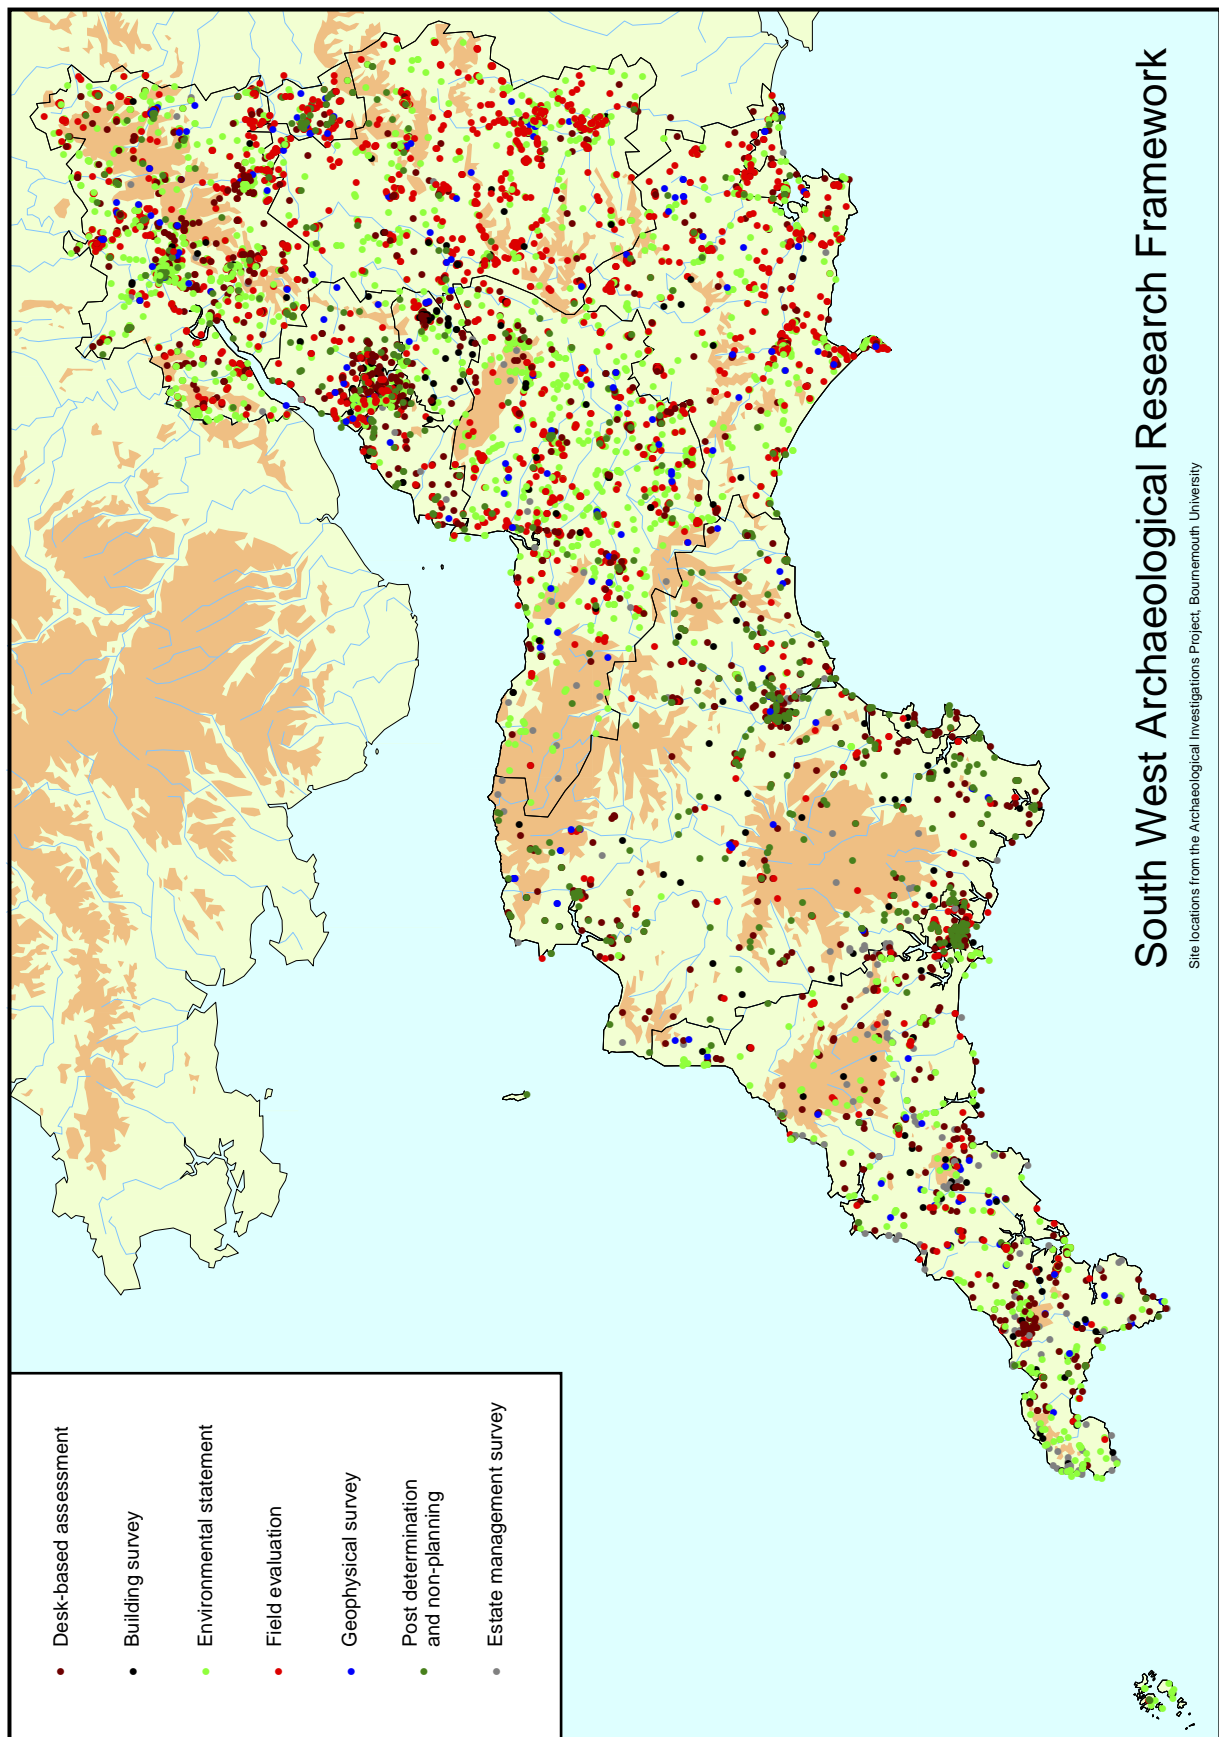 South West Archaeological Research Framework
Site locations from the Archaeological Investigations Project, Bournemouth University
Desk-based assessment
Building survey
Environmental statement
Field evaluation
Geophysical survey
Post determination
and non-planning
Estate management survey